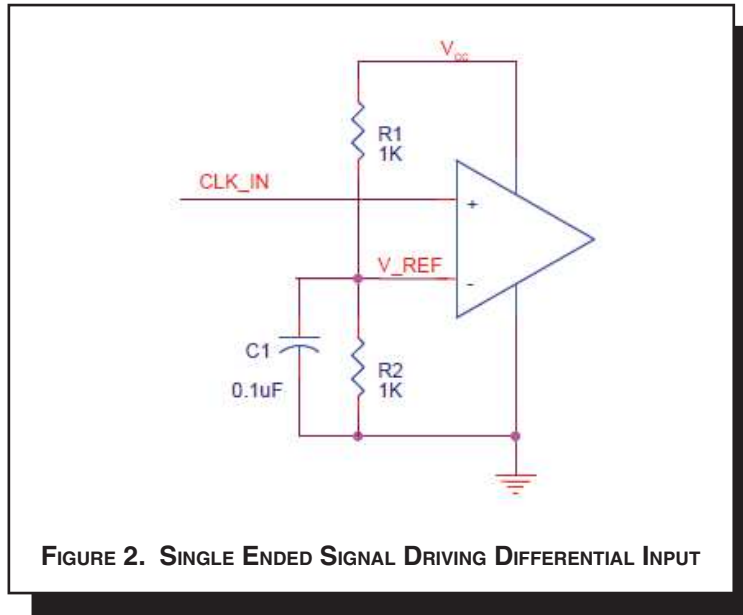 Vcc
R1
1K
CLK_IN
+
V_REF
-
C1
0.1uF
R2
1K
FIGURE 2. SINGLE ENDED SIGNAL DRIVING DIFFERENTIAL INPUT